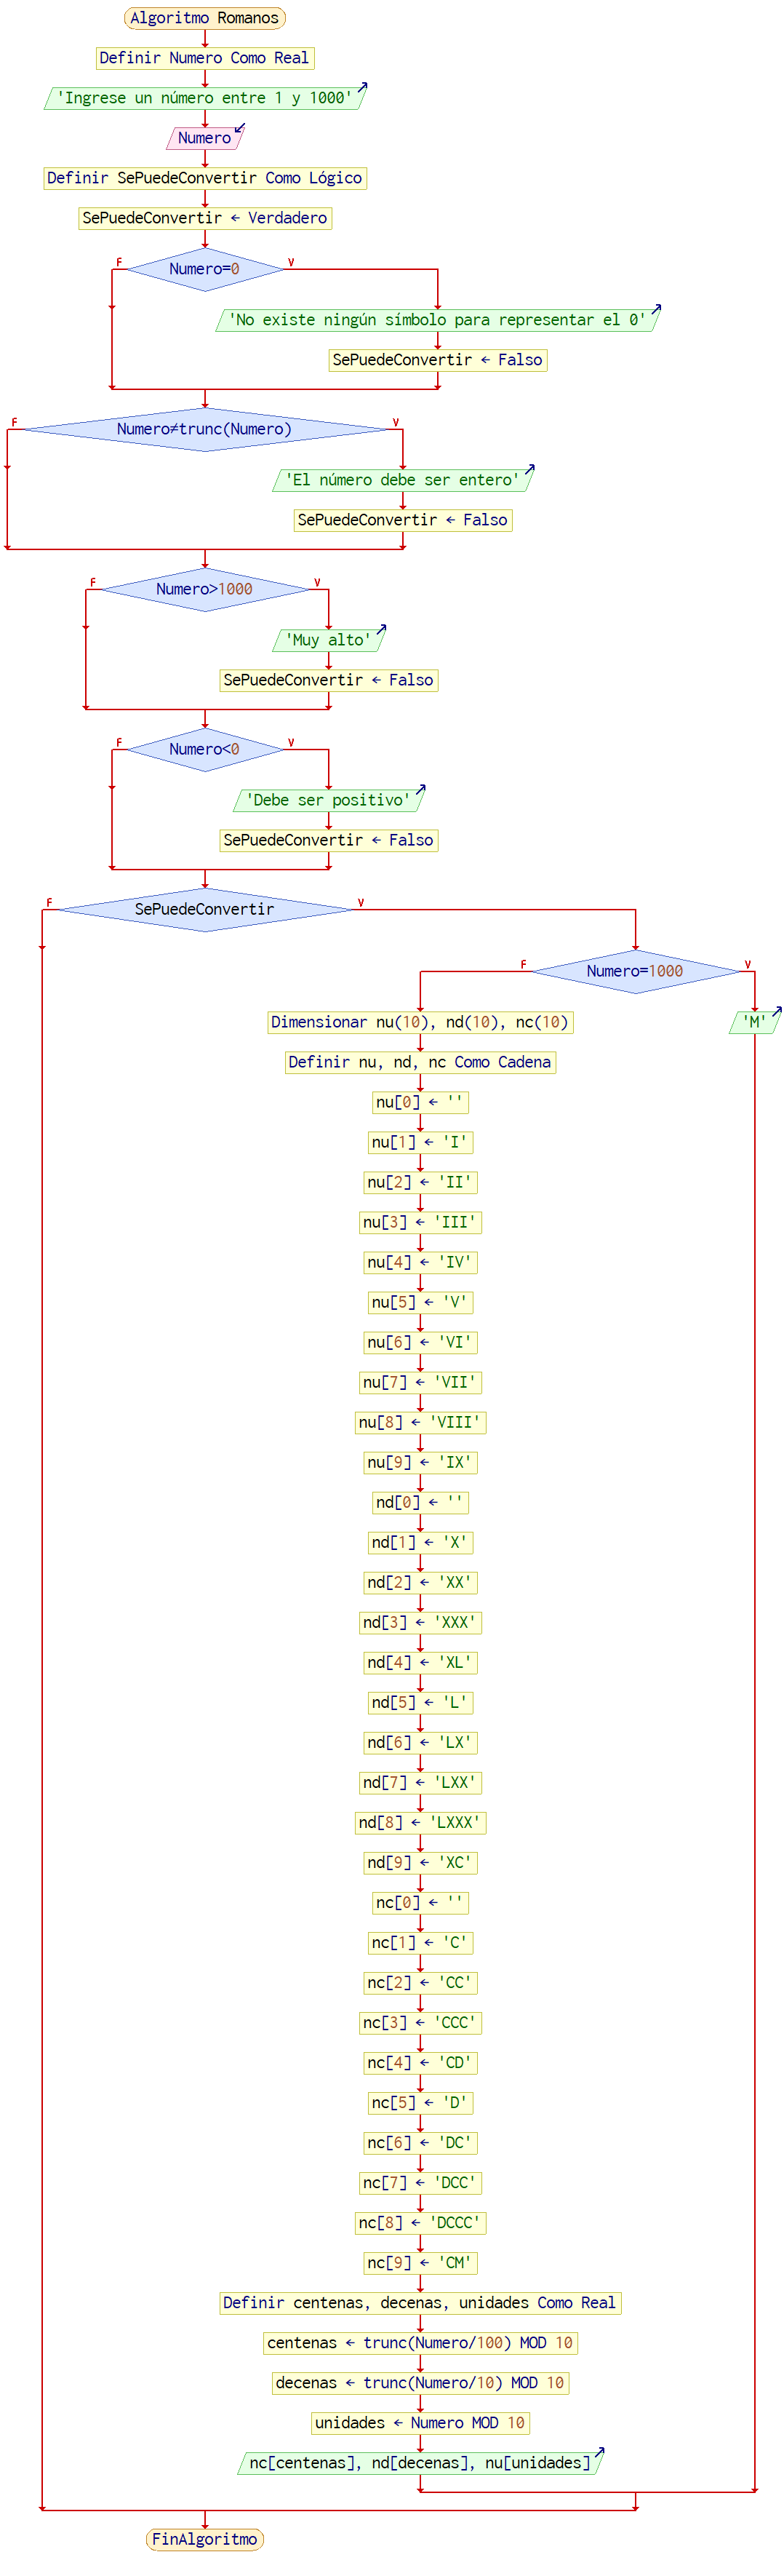 Algoritmo Romanos
Definir Numero Como Real
'Ingrese un número entre 1 y 1000'
Numero
Definir SePuedeConvertir Como Lógico
SePuedeConvertir ← Verdadero
F
Numero=0
V
'No existe ningún símbolo para representar el 0'
SePuedeConvertir ← Falso
F
Numero≠trunc(Numero)
V
'El número debe ser entero'
SePuedeConvertir ← Falso
F
Numero>1000
V
'Muy alto'
SePuedeConvertir ← Falso
F
Numero<0
V
'Debe ser positivo'
SePuedeConvertir ← Falso
F
SePuedeConvertir
V
F
Numero=1000
V
Dimensionar nu(10), nd(10), nc(10)
'M'
Definir nu, nd, nc Como Cadena
nu[0] ← ''
nu[1] ← 'I'
nu[2] ← 'II'
nu[3] ← 'III'
nu[4] ← 'IV'
nu[5] ← 'V'
nu[6] ← 'VI'
nu[7] ← 'VII'
nu[8] ← 'VIII'
nu[9] ← 'IX'
nd[0] ← ''
nd[1] ← 'X'
nd[2] ← 'XX'
nd[3] ← 'XXX'
nd[4] ← 'XL'
nd[5] ← 'L'
nd[6] ← 'LX'
nd[7] ← 'LXX'
nd[8] ← 'LXXX'
nd[9] ← 'XC'
nc[0] ← ''
nc[1] ← 'C'
nc[2] ← 'CC'
nc[3] ← 'CCC'
nc[4] ← 'CD'
nc[5] ← 'D'
nc[6] ← 'DC'
nc[7] ← 'DCC'
nc[8] ← 'DCCC'
nc[9] ← 'CM'
Definir centenas, decenas, unidades Como Real
centenas ← trunc(Numero/100) MOD 10
decenas ← trunc(Numero/10) MOD 10
unidades ← Numero MOD 10
nc[centenas], nd[decenas], nu[unidades]
FinAlgoritmo